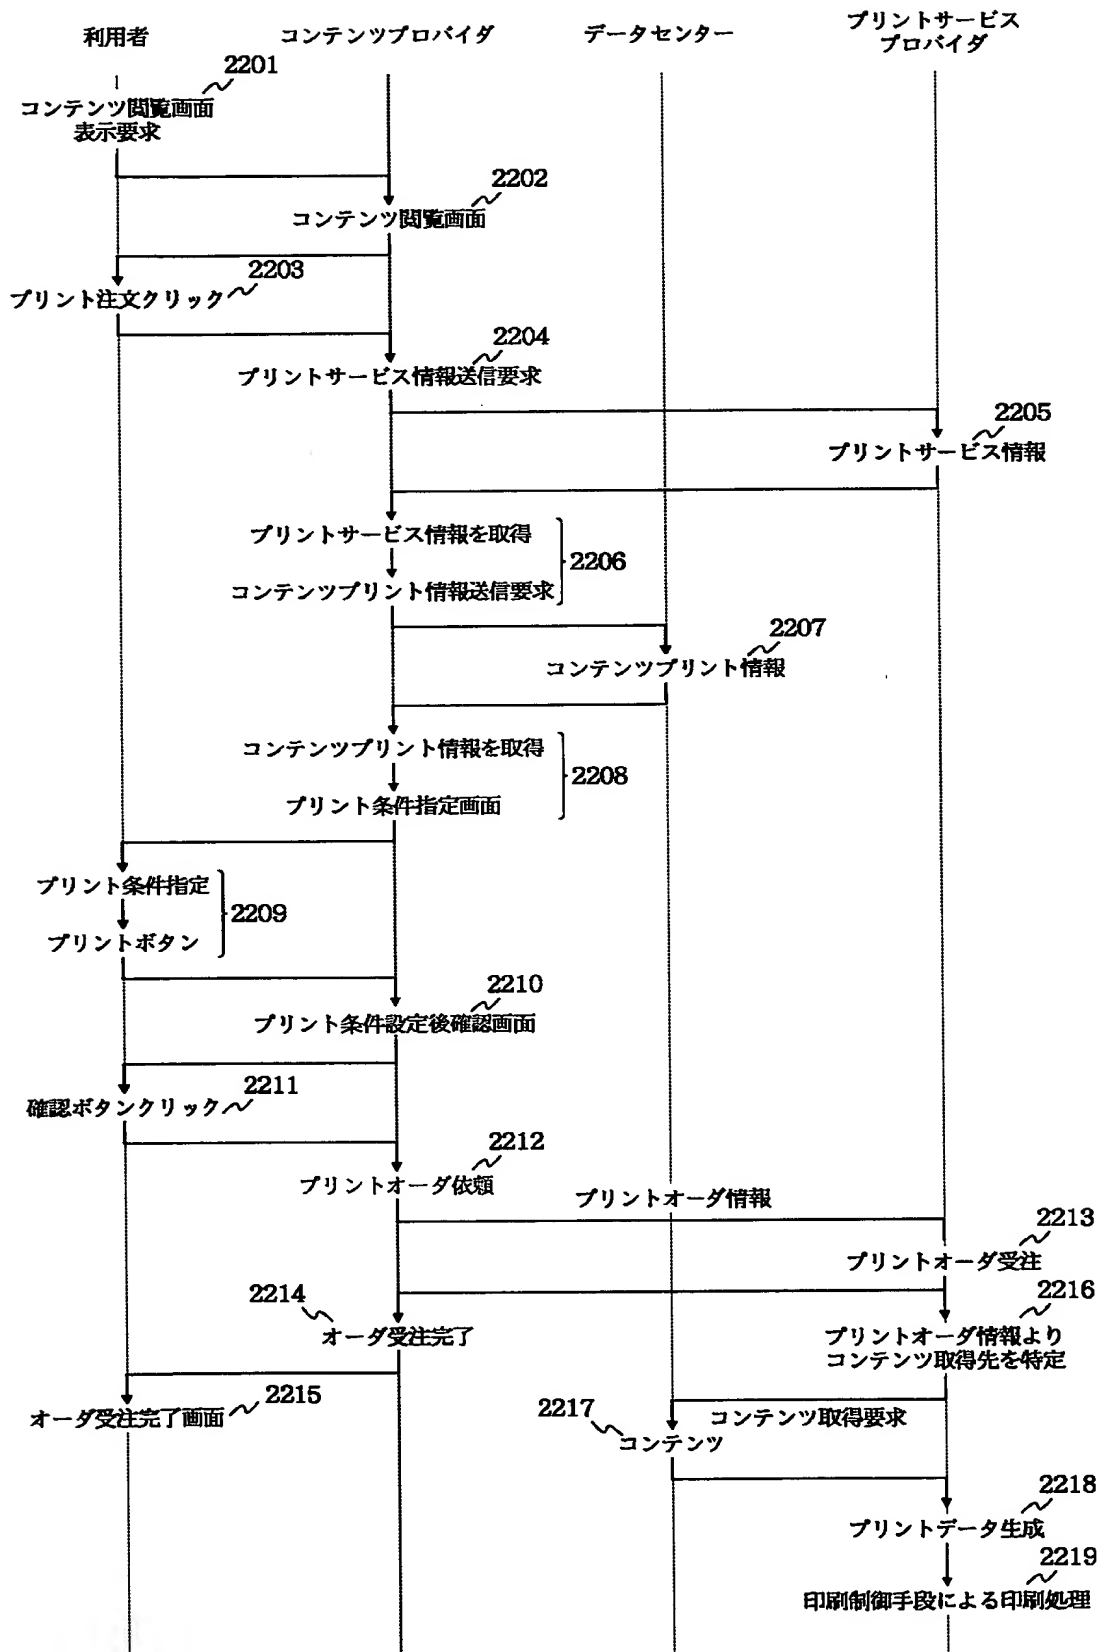 利用者
コンテンツプロバイダ
データセンター
プリントサービス
プロバイダ
2201
コンテンツ閲覧画面
表示要求
2202
コンテンツ閲覧画面
2203
プリント注文クリック
2204
プリントサービス情報送信要求
2205
プリントサービス情報
プリントサービス情報を取得
2206
コンテンツプリント情報送信要求
2207
コンテンツプリント情報
コンテンツプリント情報を取得
2208
プリント条件指定画面
プリント条件指定
2209
プリントボタン
2210
プリント条件設定後確認画面
2211
確認ボタンクリック
2212
プリントオーダ依頼
プリントオーダ情報
2213
プリントオーダ受注
2214
オーダ受注完了
2216
プリントオーダ情報より
コンテンツ取得先を特定
2215
オーダ受注完了画面
コンテンツ取得要求
2217
コンテンツ
2218
プリントデータ生成
2219
印刷制御手段による印刷処理